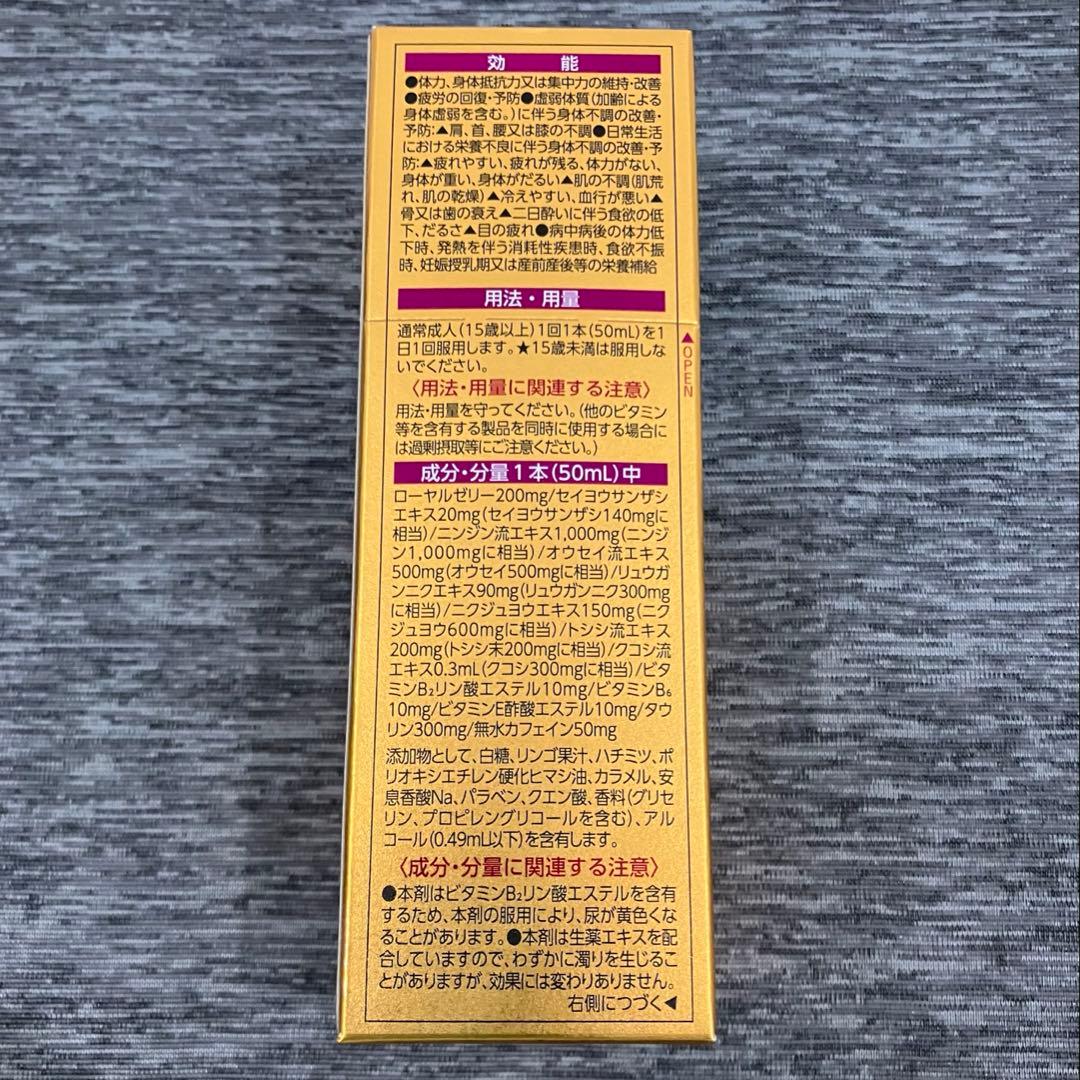 効 能
●体力、身体抵抗力又は集中力の維持・改善
●疲労の回復・予防●虚弱体質(加齢による
身体虚弱を含む。)に伴う身体不調の改善・
予防:▲肩、首、腰又は膝の不調●日常生活
における栄養不良に伴う身体不調の改善・予
防:▲疲れやすい、疲れが残る、体力がない、
身体が重い、身体がだるい▲肌の不調(肌荒
れ、肌の乾燥)▲冷えやすい、血行が悪い▲
骨又は歯の衰え▲二日酔いに伴う食欲の低
下、だるさ▲目の疲れ●病中病後の体力低
下時、発熱を伴う消耗性疾患時、食欲不振
時、妊娠授乳期又は産前産後等の栄養補給
用法・用量
通常成人(15歳以上)1回1本(50mL)を1
日1回服用します。★15歳未満は服用しな
いでください。
▲OPEN
〈用法・用量に関連する注意〉
用法・用量を守ってください。(他のビタミン
等を含有する製品を同時に使用する場合に
は過剰摂取等にご注意ください。)
成分・分量1本(50mL)中
ローヤルゼリー200mg/セイヨウサンザシ
エキス20mg(セイヨウサンザシ140mgに
相当)/ニンジン流エキス1,000mg(ニンジ
ン1,000mgに相当)/オウセイ流エキス
500mg(オウセイ500mgに相当)/リュウガ
ンニクエキス90mg(リュウガンニク300mg
に相当)/ニクジュヨウエキス150mg(ニク
ジュヨウ600mgに相当)/トシシ流エキス
200mg(トシシ末200mgに相当)/クコシ流
エキス0.3mL(クコシ300mgに相当)/ビタ
ミンB₂リン酸エステル10mg/ビタミンB₆
10mg/ビタミンE酢酸エステル10mg/タウ
リン300mg/無水カフェイン50mg
添加物として、白糖、リンゴ果汁、ハチミツ、ポ
リオキシエチレン硬化ヒマシ油、カラメル、安
息香酸Na、パラベン、クエン酸、香料(グリセ
リン、プロピレングリコールを含む)、アル
コール(0.49mL以下)を含有します。
〈成分・分量に関連する注意〉
●本剤はビタミンB₂リン酸エステルを含有
するため、本剤の服用により、尿が黄色くな
ることがあります。●本剤は生薬エキスを配
合していますので、わずかに濁りを生じるこ
とがありますが、効果には変わりありません。
右側につづく◀